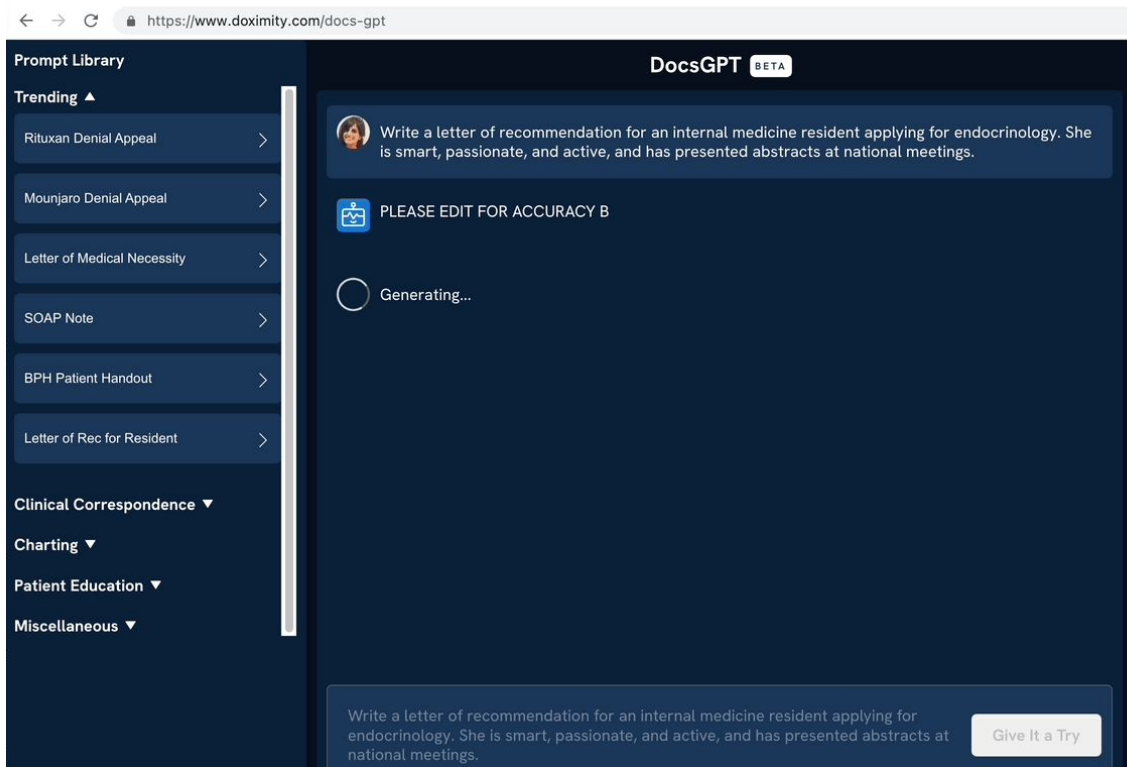 https://www.doximity.com/docs-gpt
Prompt Library
Trending ▲
Rituxan Denial Appeal
Mounjaro Denial Appeal
Letter of Medical Necessity
SOAP Note
BPH Patient Handout
Letter of Rec for Resident
Clinical Correspondence ▼
Charting ▼
Patient Education ▼
Miscellaneous ▼
DocsGPT BETA
Write a letter of recommendation for an internal medicine resident applying for endocrinology. She
is smart, passionate, and active, and has presented abstracts at national meetings.
PLEASE EDIT FOR ACCURACY B
Generating...
Write a letter of recommendation for an internal medicine resident applying for
endocrinology. She is smart, passionate, and active, and has presented abstracts at
national meetings.
Give It a Try